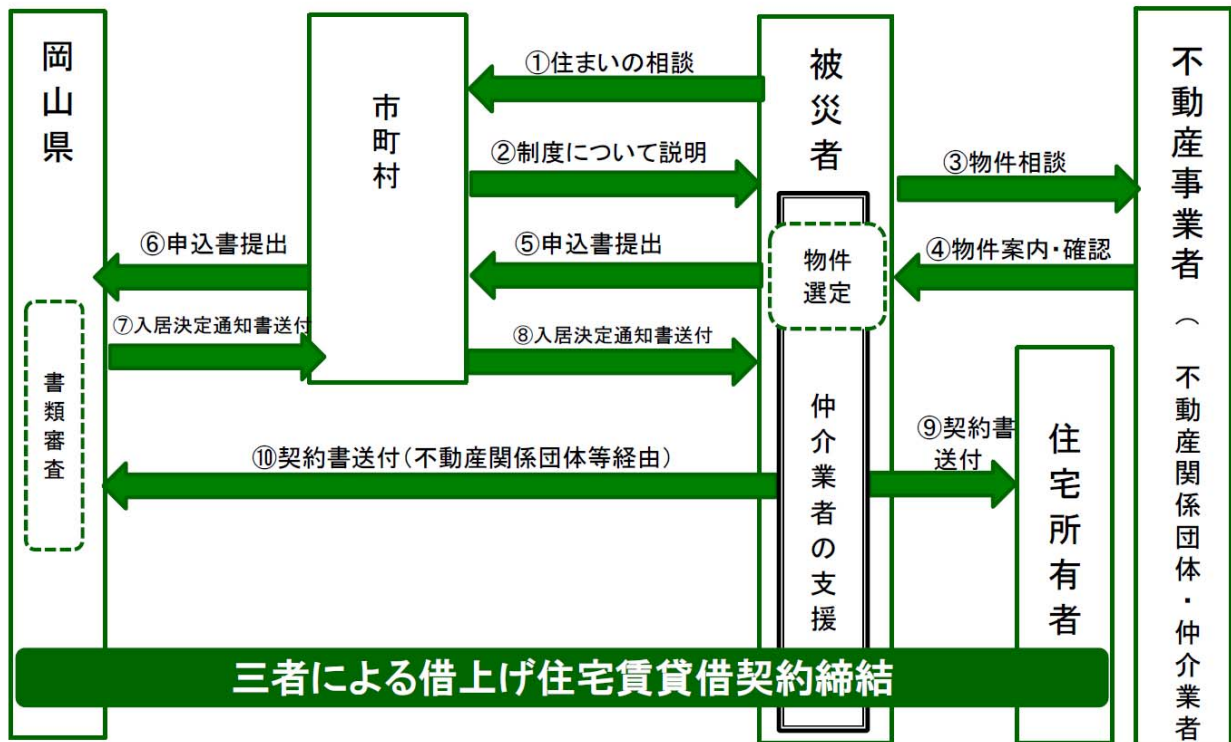 岡山県
市町村
被災者
不動産事業者（不動産関係団体・仲介業者
①住まいの相談
②制度について説明
③物件相談
④物件案内・確認
物件
選定
⑤申込書提出
⑥申込書提出
⑦入居決定通知書送付
⑧入居決定通知書送付
書類審査
仲介業者の支援
⑨契約書
送付
住宅所有者
⑩契約書送付（不動産関係団体等経由）
三者による借上げ住宅賃貸借契約締結